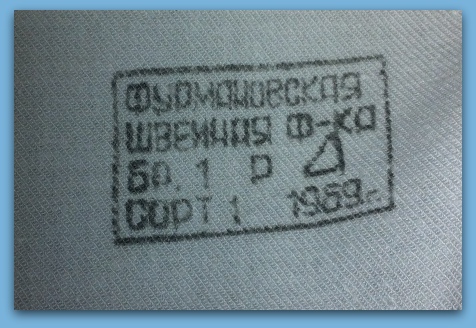 Фурмановская
швейная ф-ка
Бр. 1 Р Д
Сорт 1 1969г